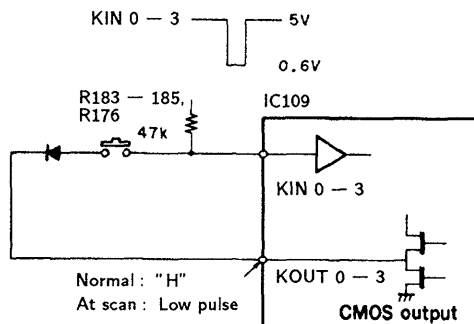 KIN 0 – 3
5V
0.6V
R183 – 185,
R176
47k
IC109
KIN 0 – 3
Normal : "H"
At scan : Low pulse
KOUT 0 – 3
CMOS output